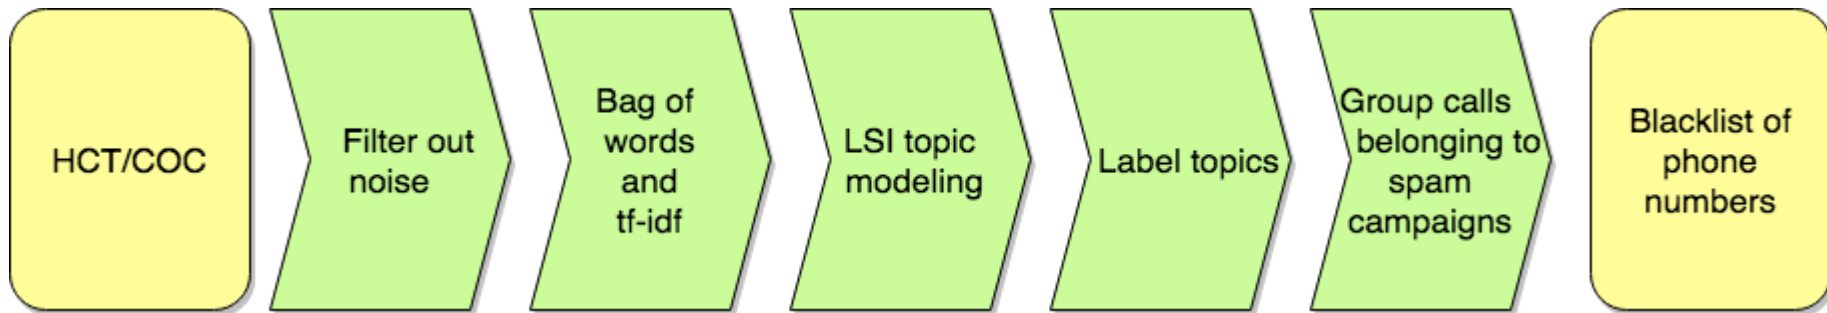 HCT/COC
Filter out
noise
Bag of
words
and
tf-idf
LSI topic
modeling
Label topics
Group calls
belonging to
spam
campaigns
Blacklist of
phone
numbers